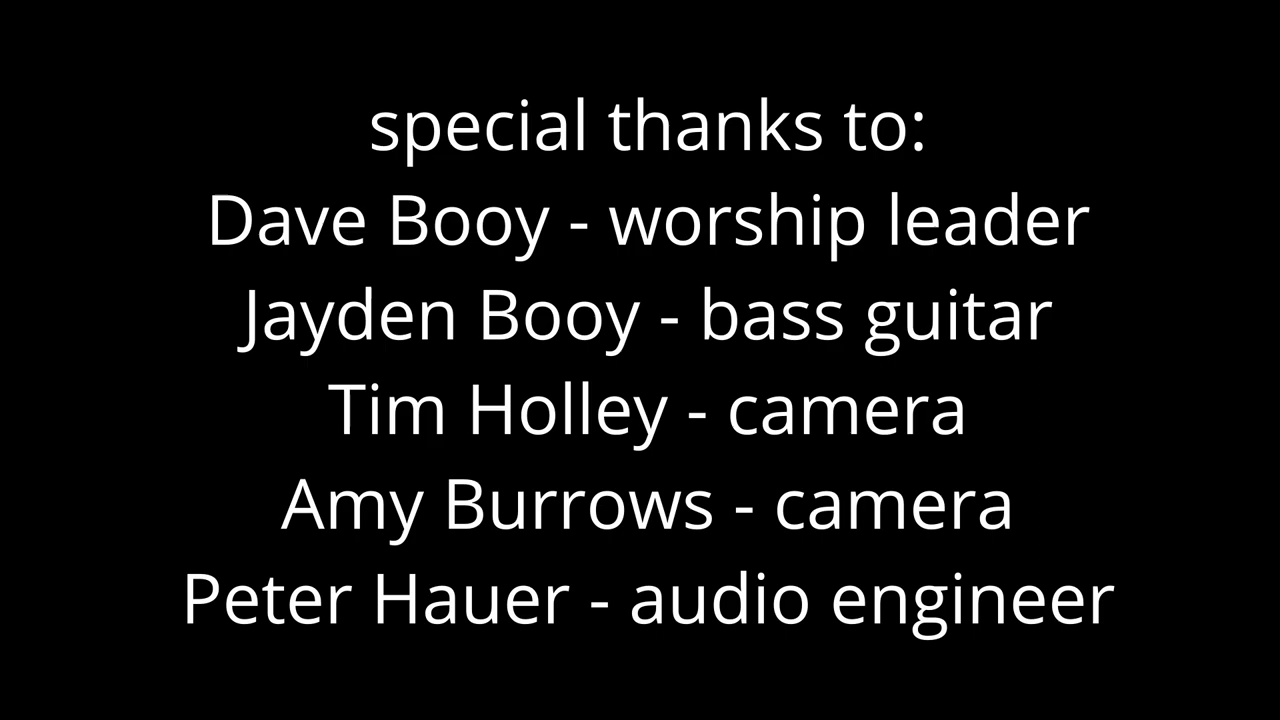 special thanks to:
Dave Booy - worship leader
Jayden Booy - bass guitar
Tim Holley - camera
Amy Burrows - camera
Peter Hauer - audio engineer